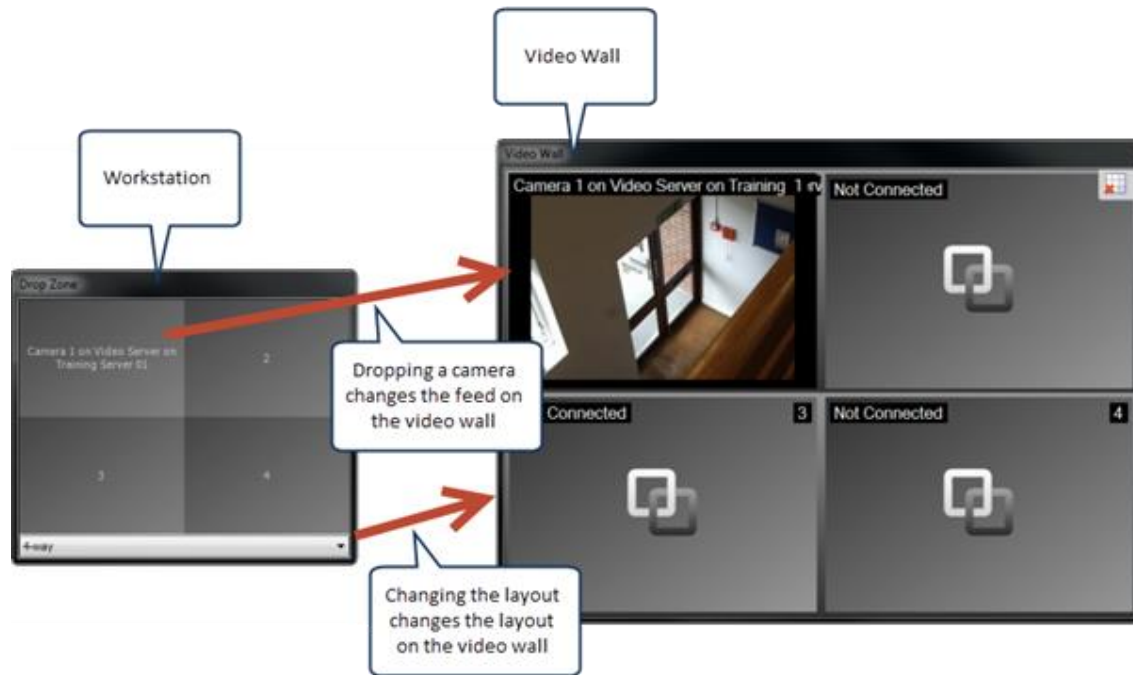 Video Wall
Workstation
Video Wall
Camera 1 on Video Server on Training 1
Not Connected
Drop Zone
Camera 1 on Video Server on
Training Server 01
2
3
4
4-way
Dropping a camera
changes the feed on
the video wall
Connected
3
Not Connected
4
Changing the layout
changes the layout
on the video wall